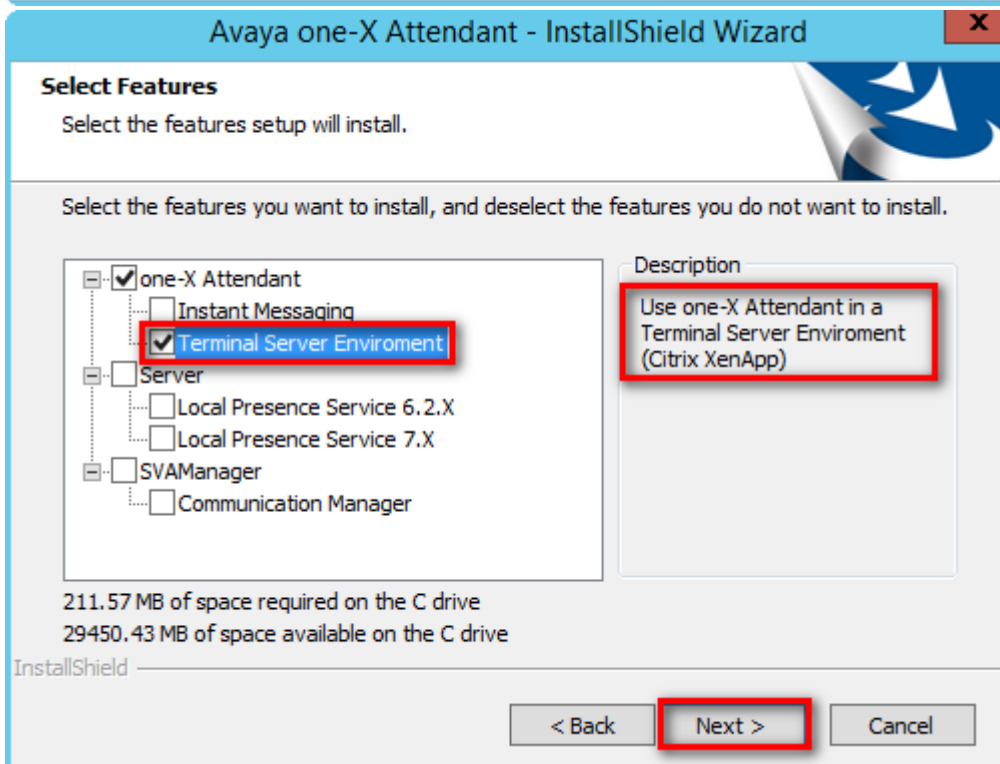 Avaya one-X Attendant - InstallShield Wizard
x
Select Features
Select the features setup will install.
Select the features you want to install, and deselect the features you do not want to install.
one-X Attendant
Instant Messaging
Terminal Server Enviroment
Server
Local Presence Service 6.2.X
Local Presence Service 7.X
SVAManager
Communication Manager
Description
Use one-X Attendant in a
Terminal Server Enviroment
(Citrix XenApp)
211.57 MB of space required on the C drive
29450.43 MB of space available on the C drive
InstallShield
< Back
Next >
Cancel